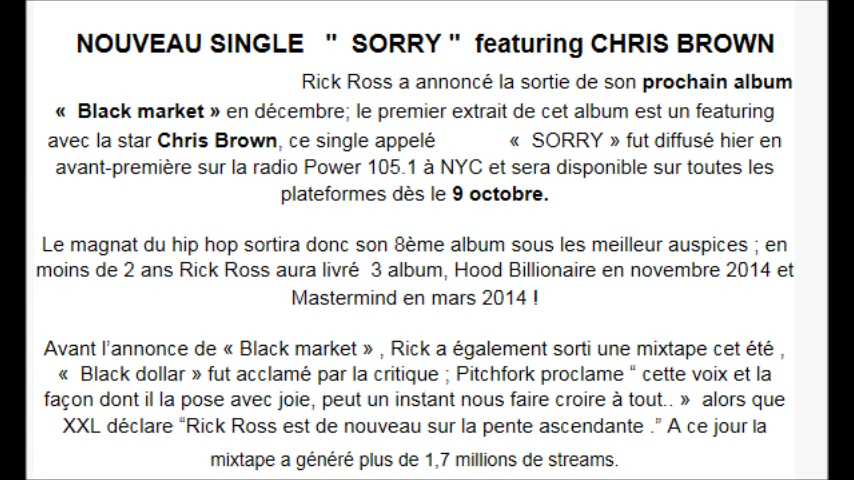 NOUVEAU SINGLE " SORRY " featuring CHRIS BROWN
Rick Ross a annoncé la sortie de son prochain album
« Black market » en décembre; le premier extrait de cet album est un featuring
avec la star Chris Brown, ce single appelé « SORRY » fut diffusé hier en
avant-première sur la radio Power 105.1 à NYC et sera disponible sur toutes les
plateformes dès le 9 octobre.
Le magnat du hip hop sortira donc son 8ème album sous les meilleur auspices ; en
moins de 2 ans Rick Ross aura livré 3 album, Hood Billionaire en novembre 2014 et
Mastermind en mars 2014 !
Avant l’annonce de « Black market » , Rick a également sorti une mixtape cet été ,
« Black dollar » fut acclamé par la critique ; Pitchfork proclame “ cette voix et la
façon dont il la pose avec joie, peut un instant nous faire croire à tout.. » alors que
XXL déclare “Rick Ross est de nouveau sur la pente ascendante .” A ce jour la
mixtape a généré plus de 1,7 millions de streams.